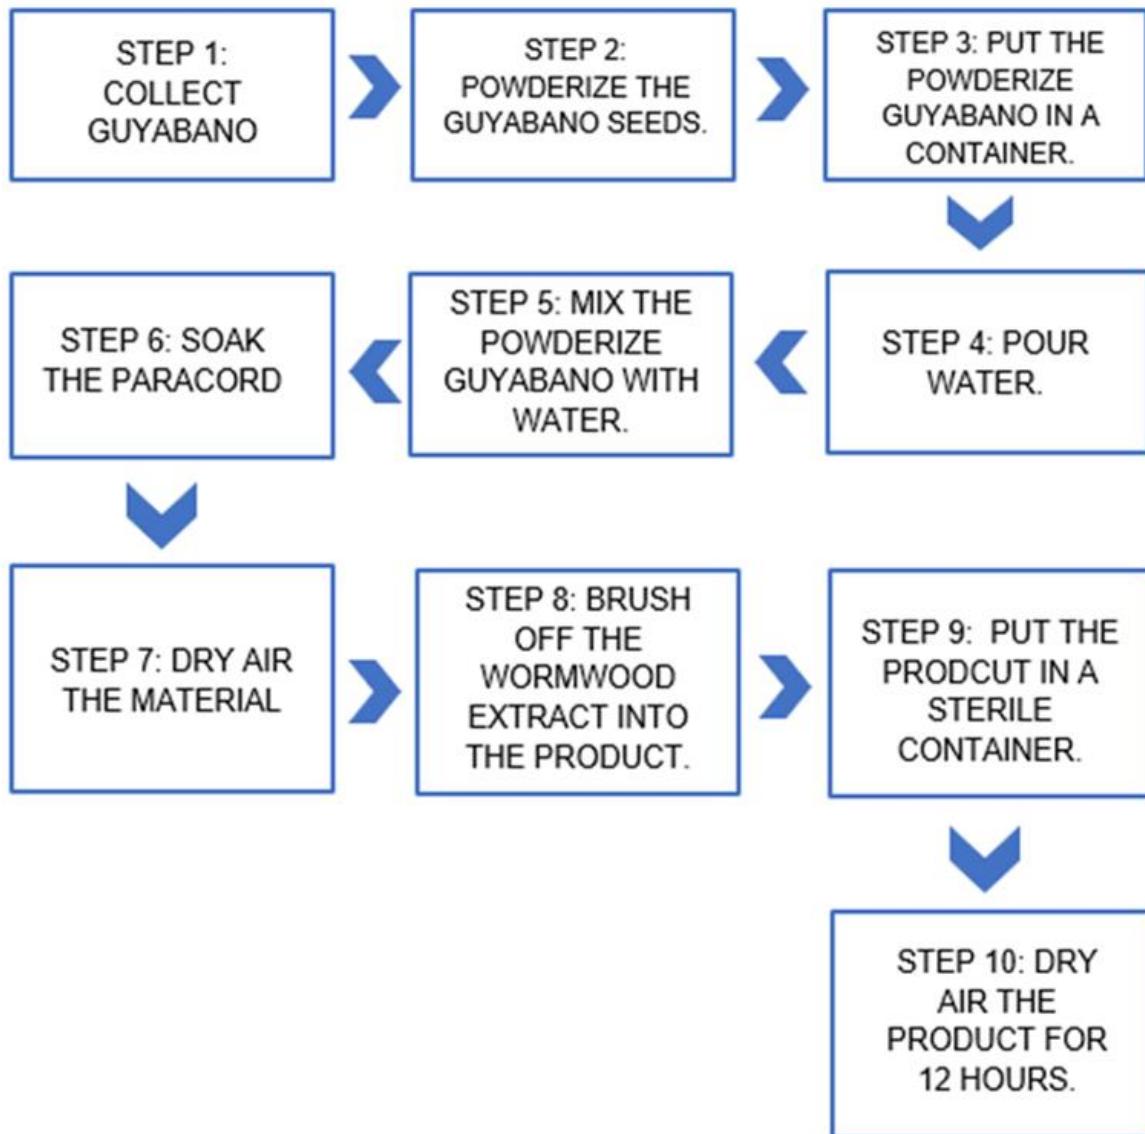 STEP 1:
COLLECT
GUYABANO
STEP 2:
POWDERIZE THE
GUYABANO SEEDS.
STEP 3: PUT THE
POWDERIZE
GUYABANO IN A
CONTAINER.
STEP 4: POUR
WATER.
STEP 5: MIX THE
POWDERIZE
GUYABANO WITH
WATER.
STEP 6: SOAK
THE PARACORD
STEP 7: DRY AIR
THE MATERIAL
STEP 8: BRUSH
OFF THE
WORMWOOD
EXTRACT INTO
THE PRODUCT.
STEP 9: PUT THE
PRODCUT IN A
STERILE
CONTAINER.
STEP 10: DRY
AIR THE
PRODUCT FOR
12 HOURS.